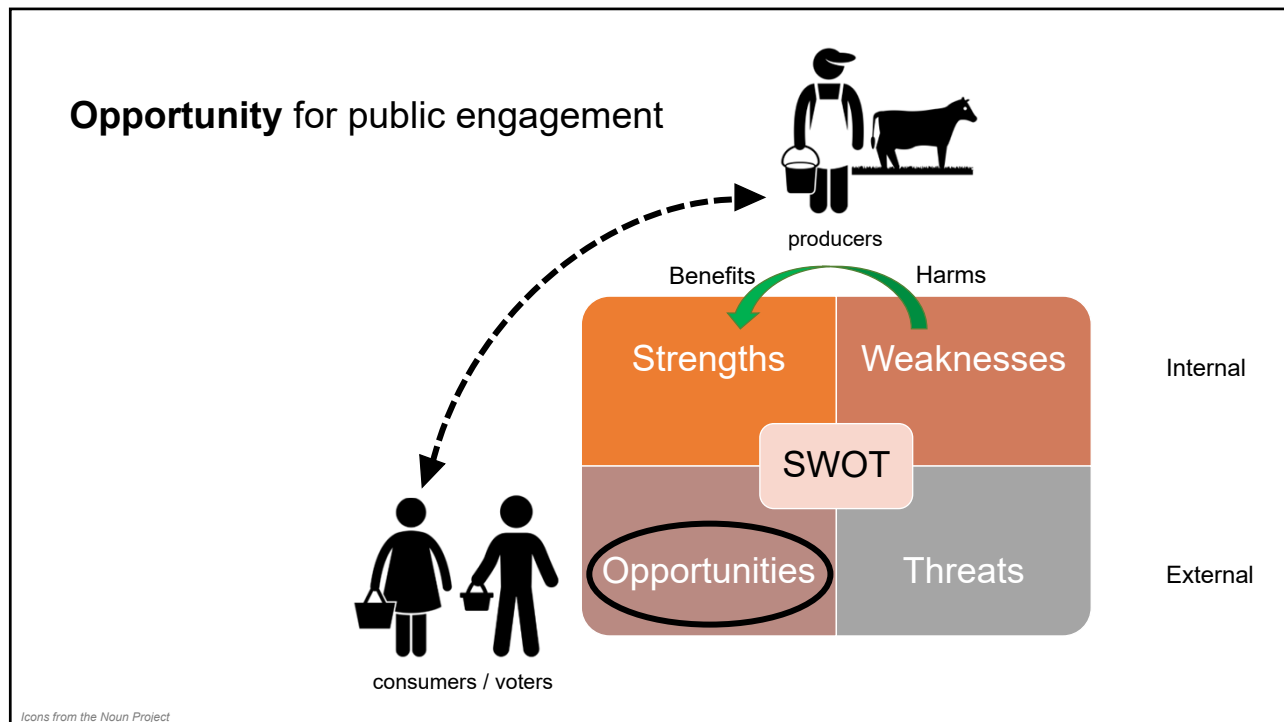 Opportunity for public engagement
producers
Benefits
Harms
Strengths
Weaknesses
Internal
SWOT
Opportunities
Threats
External
consumers / voters
Icons from the Noun Project